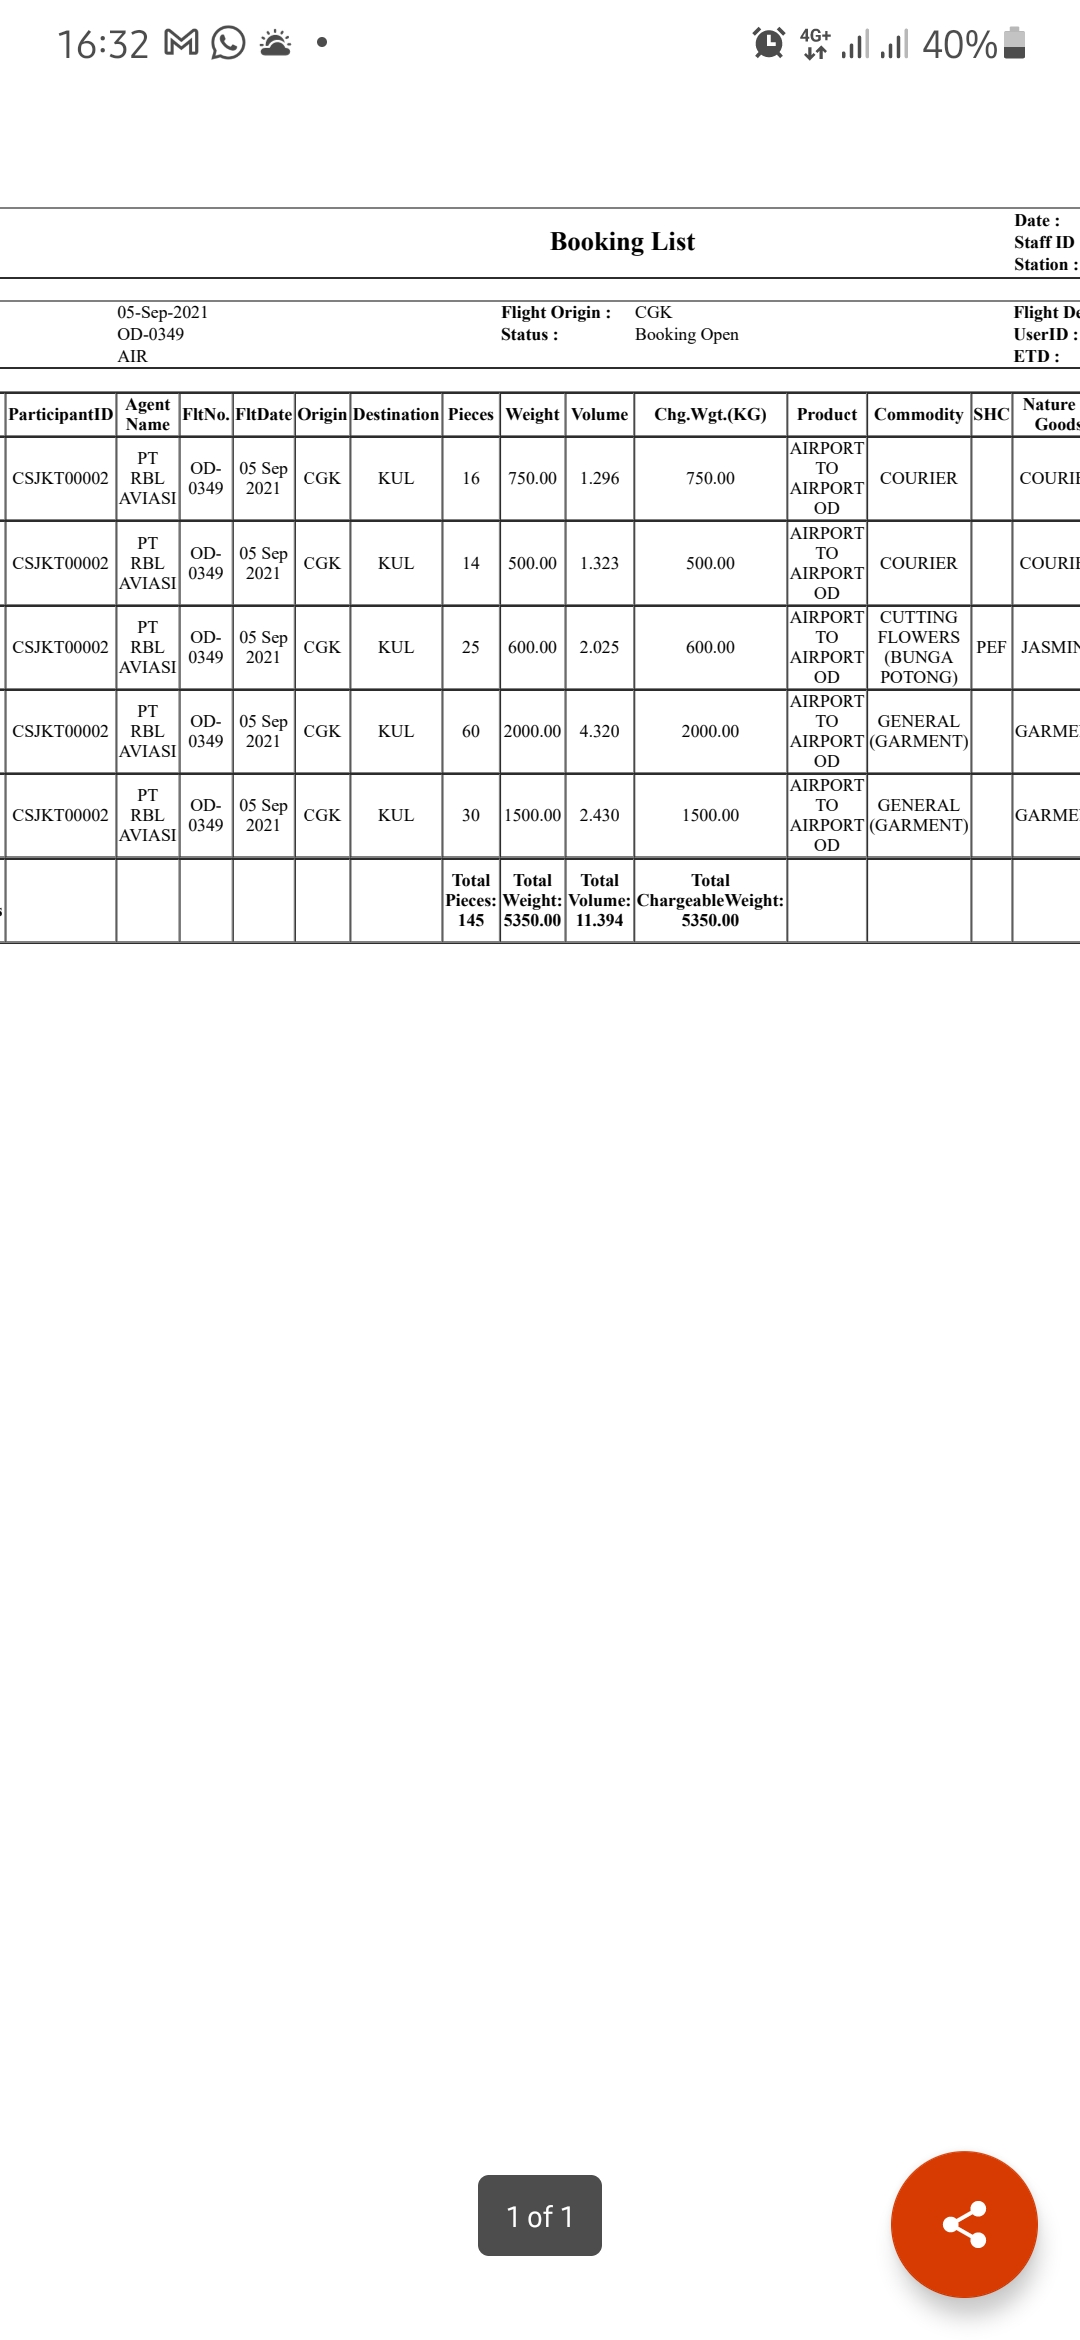 16:32 4G+ 40%
Booking List
Date :
Staff ID
Station :
05-Sep-2021 Flight Origin : CGK Flight De
OD-0349 Status : Booking Open UserID :
AIR ETD :
ParticipantID Agent Name FltNo. FltDate Origin Destination Pieces Weight Volume Chg.Wgt.(KG) Product Commodity SHC Nature Goods
CSJKT00002 PT RBL AVIASI OD-0349 05 Sep 2021 CGK KUL 16 750.00 1.296 750.00 AIRPORT TO AIRPORT OD COURIER COURIE
CSJKT00002 PT RBL AVIASI OD-0349 05 Sep 2021 CGK KUL 14 500.00 1.323 500.00 AIRPORT TO AIRPORT OD COURIER COURIE
CSJKT00002 PT RBL AVIASI OD-0349 05 Sep 2021 CGK KUL 25 600.00 2.025 600.00 AIRPORT TO AIRPORT OD CUTTING FLOWERS (BUNGA POTONG) PEF JASMIN
CSJKT00002 PT RBL AVIASI OD-0349 05 Sep 2021 CGK KUL 60 2000.00 4.320 2000.00 AIRPORT TO AIRPORT OD GENERAL (GARMENT) GARME
CSJKT00002 PT RBL AVIASI OD-0349 05 Sep 2021 CGK KUL 30 1500.00 2.430 1500.00 AIRPORT TO AIRPORT OD GENERAL (GARMENT) GARME
Total Pieces: 145 Total Weight: 5350.00 Total Volume: 11.394 Total ChargeableWeight: 5350.00
1 of 1